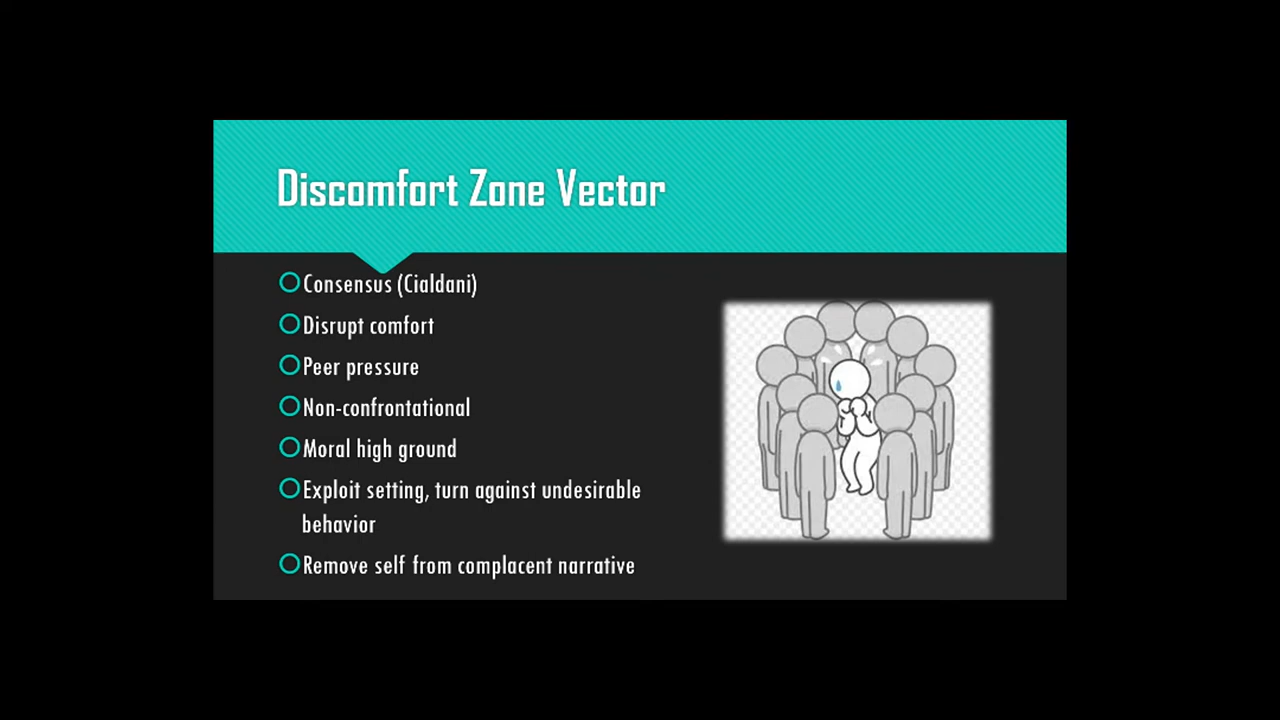 Discomfort Zone Vector
Consensus (Cialdani)
Disrupt comfort
Peer pressure
Non-confrontational
Moral high ground
Exploit setting, turn against undesirable
behavior
Remove self from complacent narrative